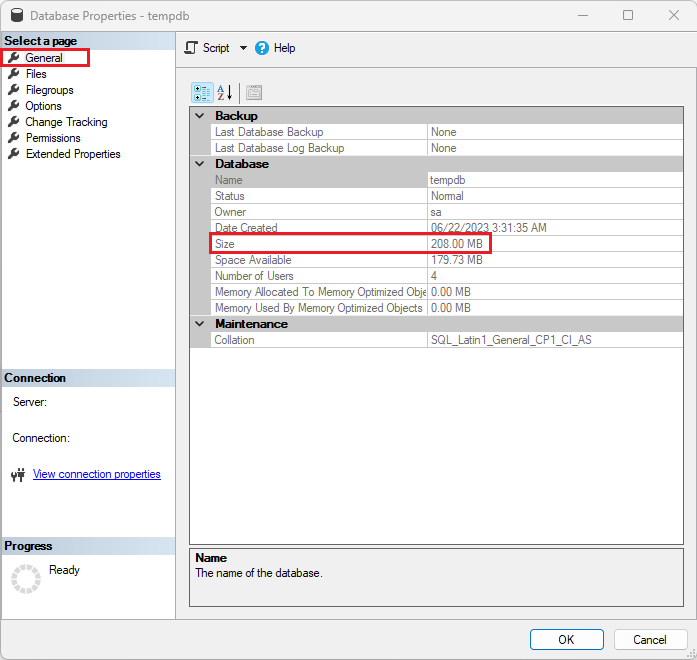 Database Properties - tempdb
Select a page
General
Files
Filegroups
Options
Change Tracking
Permissions
Extended Properties
Script Help
Backup
Last Database Backup None
Last Database Log Backup None
Database
Name tempdb
Status Normal
Owner sa
Date Created 06/22/2023 3:31:35 AM
Size 208.00 MB
Space Available 179.73 MB
Number of Users 4
Memory Allocated To Memory Optimized Obje 0.00 MB
Memory Used By Memory Optimized Objects 0.00 MB
Maintenance
Collation SQL_Latin1_General_CP1_CI_AS
Connection
Server:
Connection:
View connection properties
Progress
Ready
Name
The name of the database.
OK Cancel